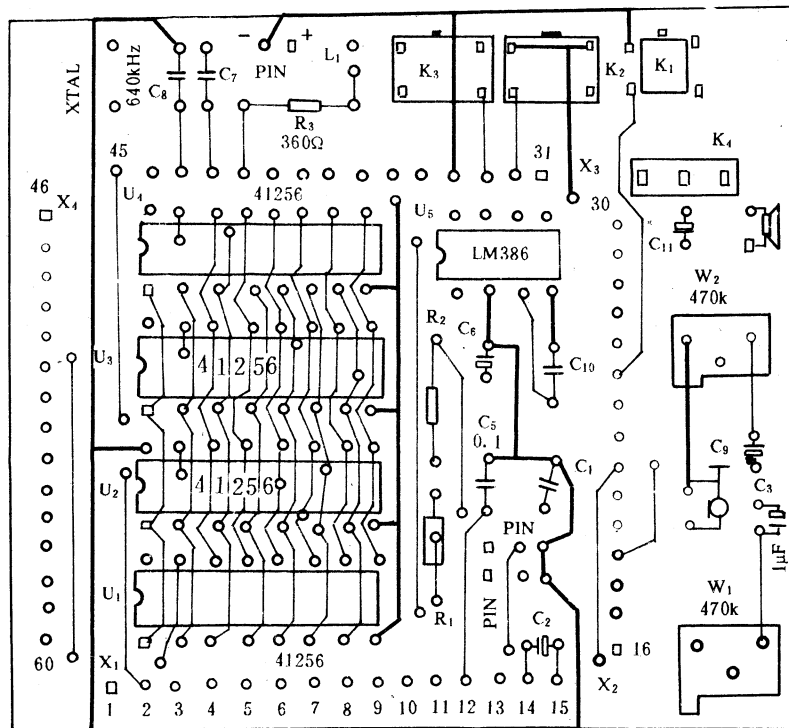 XTAL
640kHz
C8
C7
- PIN +
L1
R3
360Ω
K3
K2
K1
K4
45
31
X3
30
46
X4
U4
41256
U5
LM386
C11
W2
470k
R2
C6
C10
U3
41256
C5
0.1
C1
C9
C3
1μF
U2
41256
PIN
PIN
U1
R1
C2
W1
470k
60
X1
41256
16
X2
1 2 3 4 5 6 7 8 9 10 11 12 13 14 15